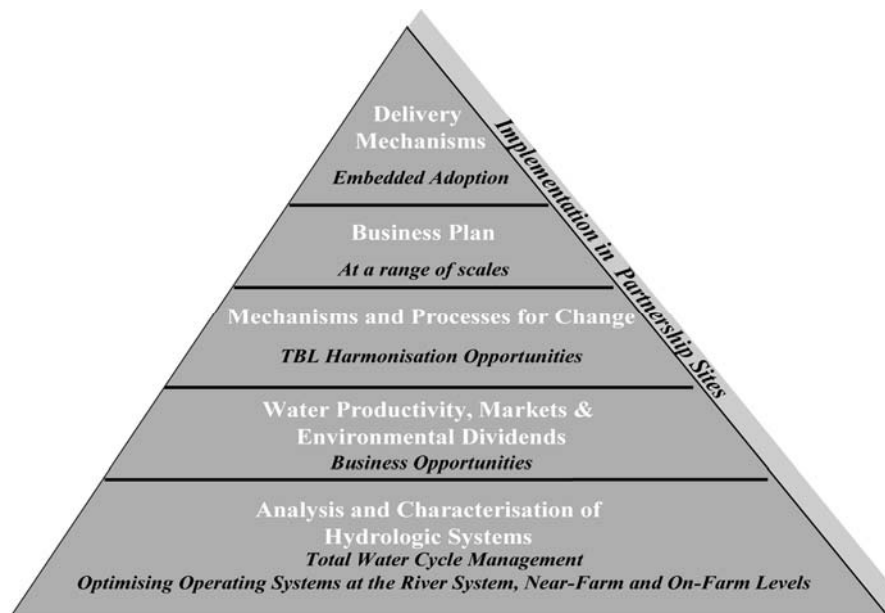 Delivery
Mechanisms
Embedded Adoption
Business Plan
At a range of scales
Mechanisms and Processes for Change
TBL Harmonisation Opportunities
Water Productivity, Markets &
Environmental Dividends
Business Opportunities
Analysis and Characterisation of
Hydrologic Systems
Total Water Cycle Management
Optimising Operating Systems at the River System, Near-Farm and On-Farm Levels
Implementation in Partnership Sites